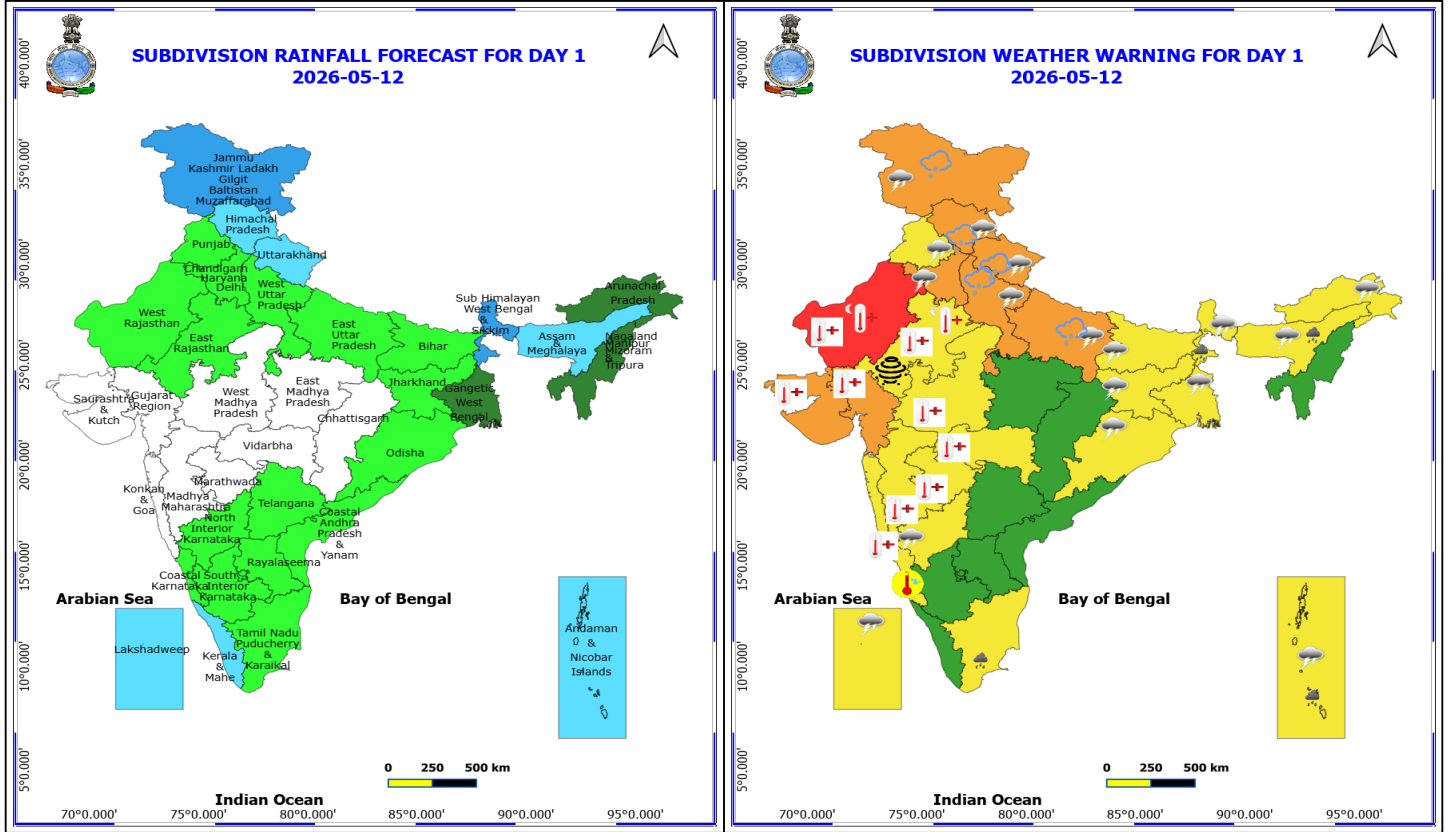 SUBDIVISION RAINFALL FORECAST FOR DAY 1
2026-05-12
40°0.000'
35°0.000'
30°0.000'
25°0.000'
20°0.000'
15°0.000'
10°0.000'
5°0.000'
Jammu
Kashmir Ladakh
Gilgit
Baltistan
Muzaffarabad
Himachal
Pradesh
Punjab
Uttarakhand
Chandigarh
Haryana
Delhi
West
Uttar
Pradesh
West
Rajasthan
East
Rajasthan
East
Uttar
Pradesh
Bihar
Sub Himalayan
West Bengal
&
Sikkim
Arunachal
Pradesh
Assam
&
Meghalaya
Nagaland
Manipur
Mizoram
&
Tripura
Jharkhand
Gangetic
West
Bengal
Saurashtra
&
Kutch
Gujarat
Region
West
Madhya
Pradesh
East
Madhya
Pradesh
Chhattisgarh
Vidarbha
Odisha
Konkan
&
Goa
Madhya
Maharashtra
Marathwada
Telangana
North
Interior
Karnataka
Coastal
Andhra
Pradesh
&
Yanam
Rayalaseema
Coastal
Karnataka
South
Interior
Karnataka
Tamil Nadu
Puducherry
&
Karaikal
Kerala
&
Mahe
Lakshadweep
Andaman
&
Nicobar
Islands
Arabian Sea
Bay of Bengal
Indian Ocean
0 250 500 km
70°0.000' 75°0.000' 80°0.000' 85°0.000' 90°0.000' 95°0.000'
SUBDIVISION WEATHER WARNING FOR DAY 1
2026-05-12
40°0.000'
35°0.000'
30°0.000'
25°0.000'
20°0.000'
15°0.000'
10°0.000'
5°0.000'
Arabian Sea
Bay of Bengal
Indian Ocean
0 250 500 km
70°0.000' 75°0.000' 80°0.000' 85°0.000' 90°0.000' 95°0.000'